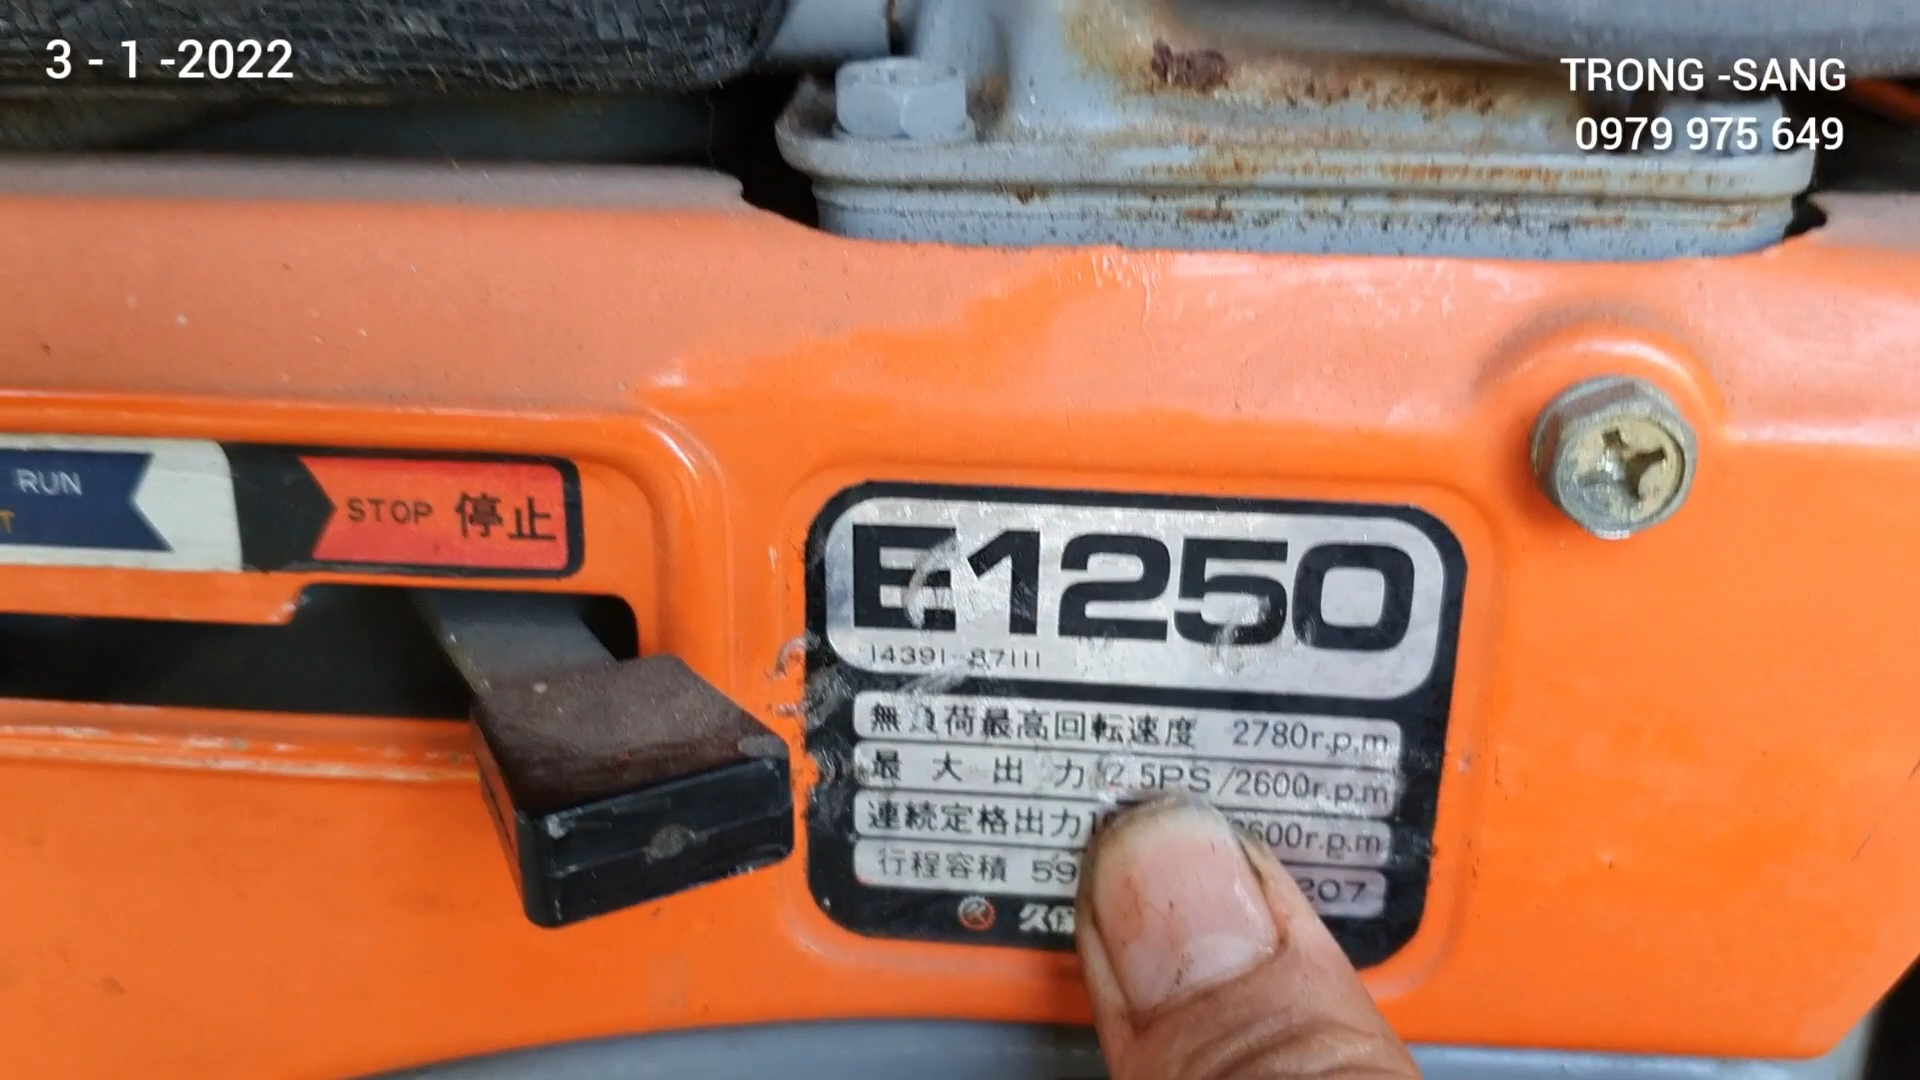 3 - 1 -2022
TRONG -SANG
0979 975 649
RUN
STOP 停止
E1250
14391-87111
無負荷最高回転速度 2780r.p.m
最大出力 12.5PS/2600r.p.m
連続定格出力 2600r.p.m
行程容積